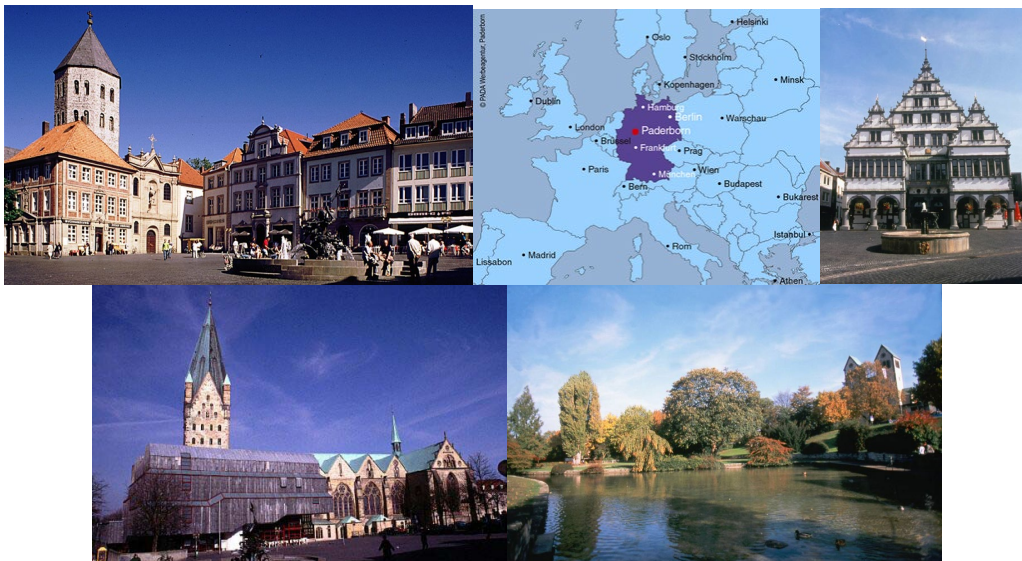 © PADA Werbeagentur, Paderborn
Helsinki
Oslo
Stockholm
Kopenhagen
Minsk
Dublin
Hamburg
Berlin
Warschau
London
Paderborn
Brüssel
Frankfurt
Prag
Paris
München
Wien
Bern
Budapest
Bukarest
Istanbul
Rom
Madrid
Lissabon
Athen